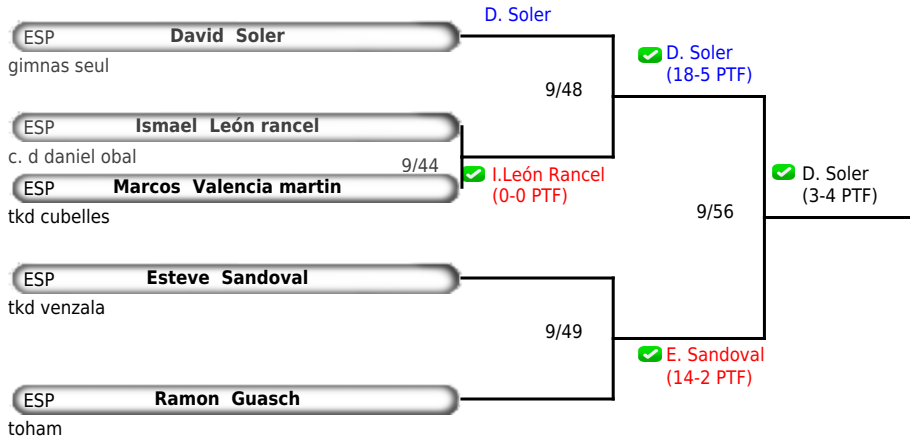 D. Soler
ESP David Soler
gimnas seul
D. Soler
(18-5 PTF)
9/48
ESP Ismael León rancel
c. d daniel obal
9/44
I.León Rancel
(0-0 PTF)
ESP Marcos Valencia martin
tkd cubelles
D. Soler
(3-4 PTF)
9/56
ESP Esteve Sandoval
tkd venzala
9/49
E. Sandoval
(14-2 PTF)
ESP Ramon Guasch
toham